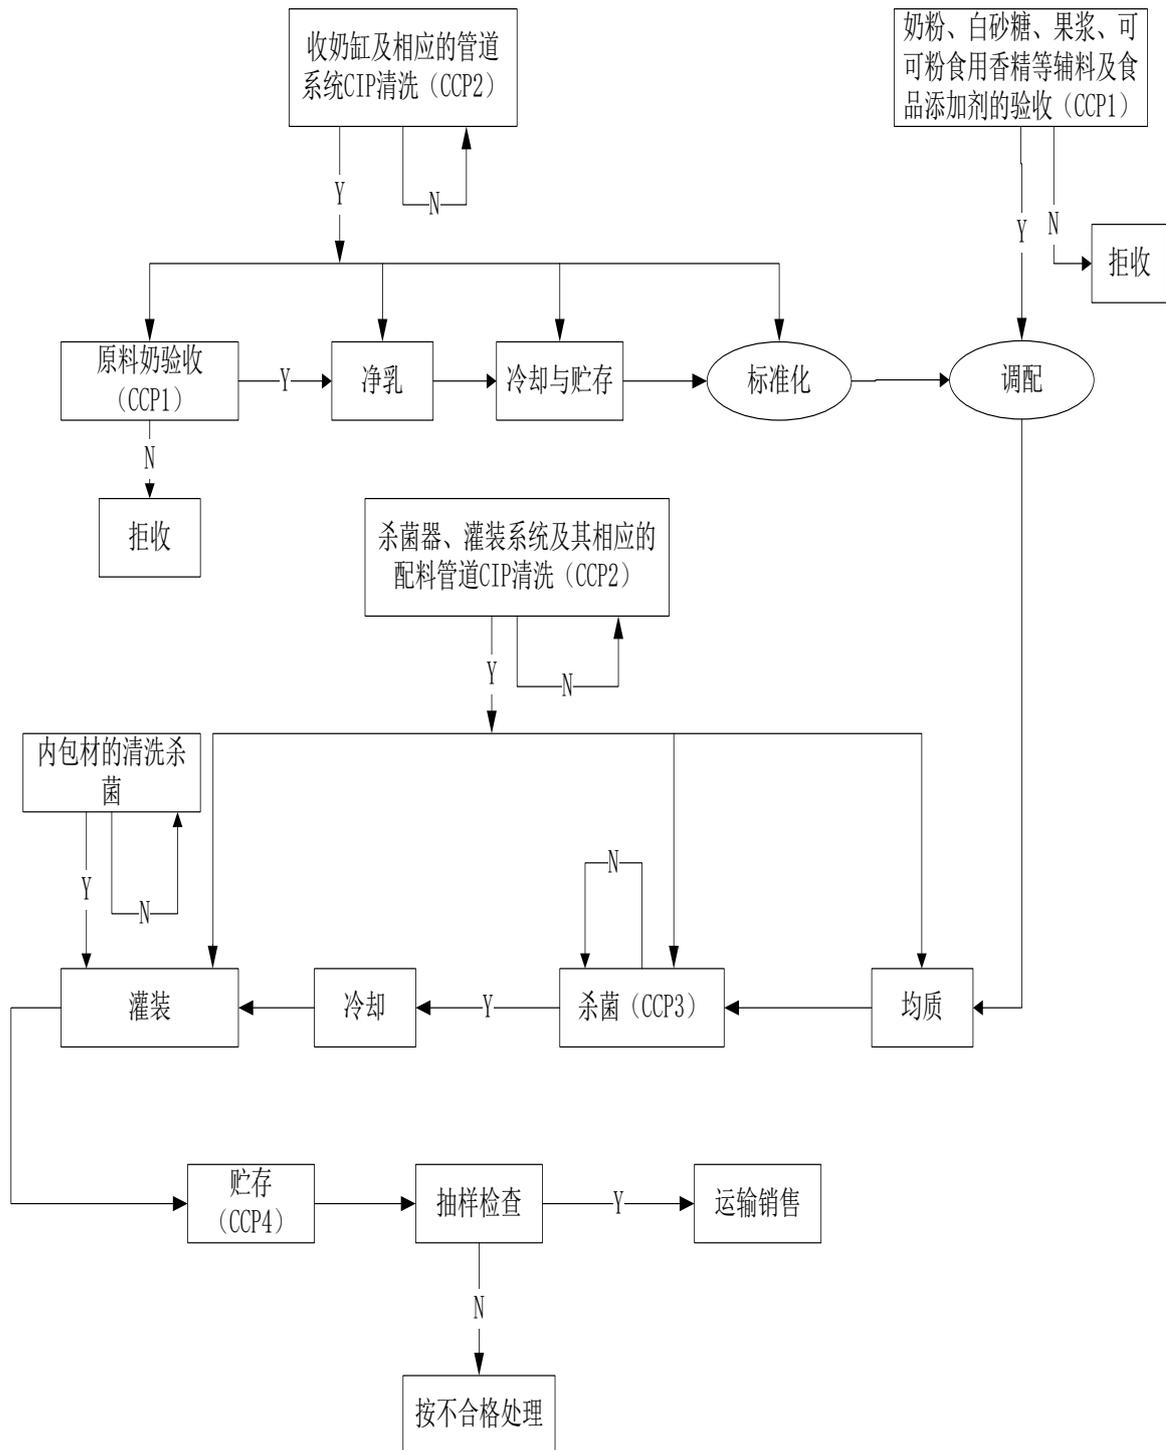 收奶缸及相应的管道
系统CIP清洗（CCP2）
奶粉、白砂糖、果浆、可
可粉食用香精等辅料及食
品添加剂的验收（CCP1）
Y
N
Y
N
拒收
原料奶验收
（CCP1）
Y
净乳
冷却与贮存
标准化
调配
N
拒收
杀菌器、灌装系统及其相应的
配料管道CIP清洗（CCP2）
Y
N
内包材的清洗杀
菌
Y
N
N
灌装
冷却
Y
杀菌（CCP3）
均质
贮存
（CCP4）
抽样检查
Y
运输销售
N
按不合格处理